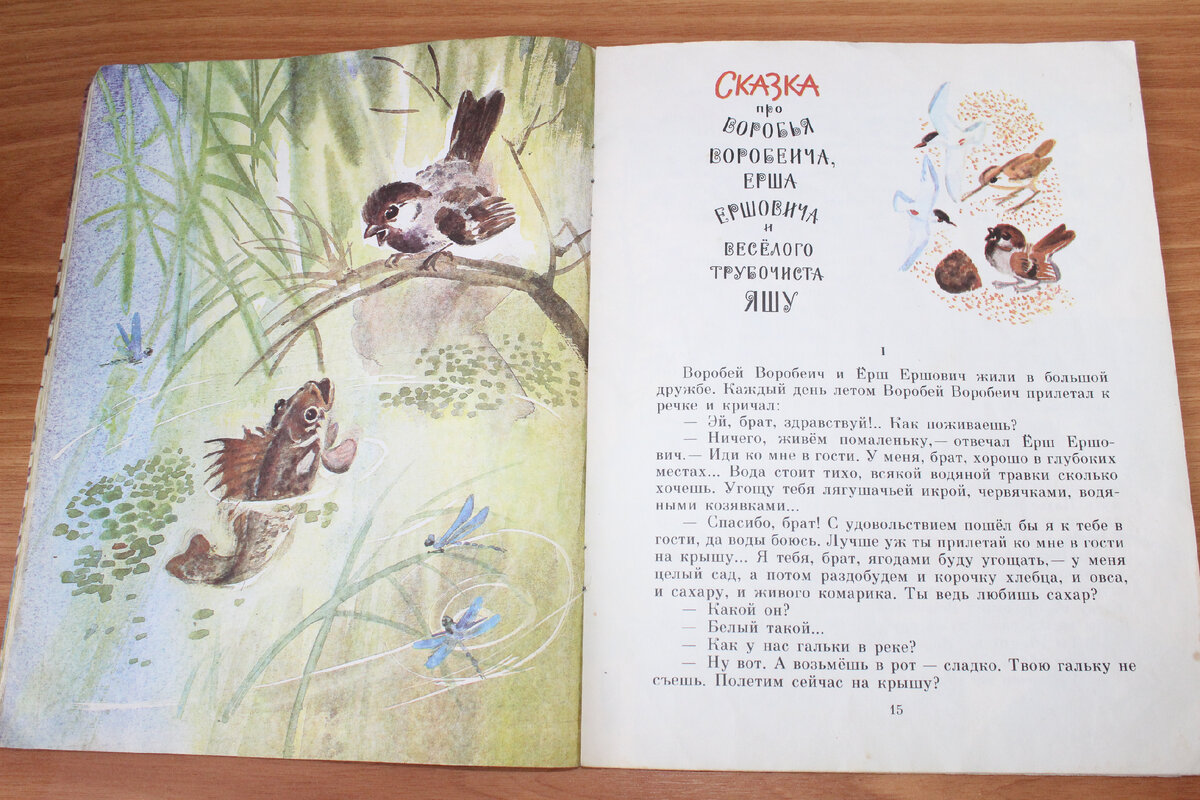 СКАЗКА
про
ВОРОБЬЯ
ВОРОБЕИЧА,
ЕРША
ЕРШОВИЧА
и
ВЕСЁЛОГО
ТРУБОЧИСТА
ЯШУ
I
Воробей Воробеич и Ёрш Ершович жили в большой
дружбе. Каждый день летом Воробей Воробеич прилетал к
речке и кричал:
— Эй, брат, здравствуй!.. Как поживаешь?
— Ничего, живём помаленьку,— отвечал Ёрш Ершо-
вич.— Иди ко мне в гости. У меня, брат, хорошо в глубоких
местах... Вода стоит тихо, всякой водяной травки сколько
хочешь. Угощу тебя лягушачьей икрой, червячками, водя-
ными козявками...
— Спасибо, брат! С удовольствием пошёл бы я к тебе в
гости, да воды боюсь. Лучше уж ты прилетай ко мне в гости
на крышу... Я тебя, брат, ягодами буду угощать,— у меня
целый сад, а потом раздобудем и корочку хлебца, и овса,
и сахару, и живого комарика. Ты ведь любишь сахар?
— Какой он?
— Белый такой...
— Как у нас гальки в реке?
— Ну вот. А возьмёшь в рот — сладко. Твою гальку не
съешь. Полетим сейчас на крышу?
15